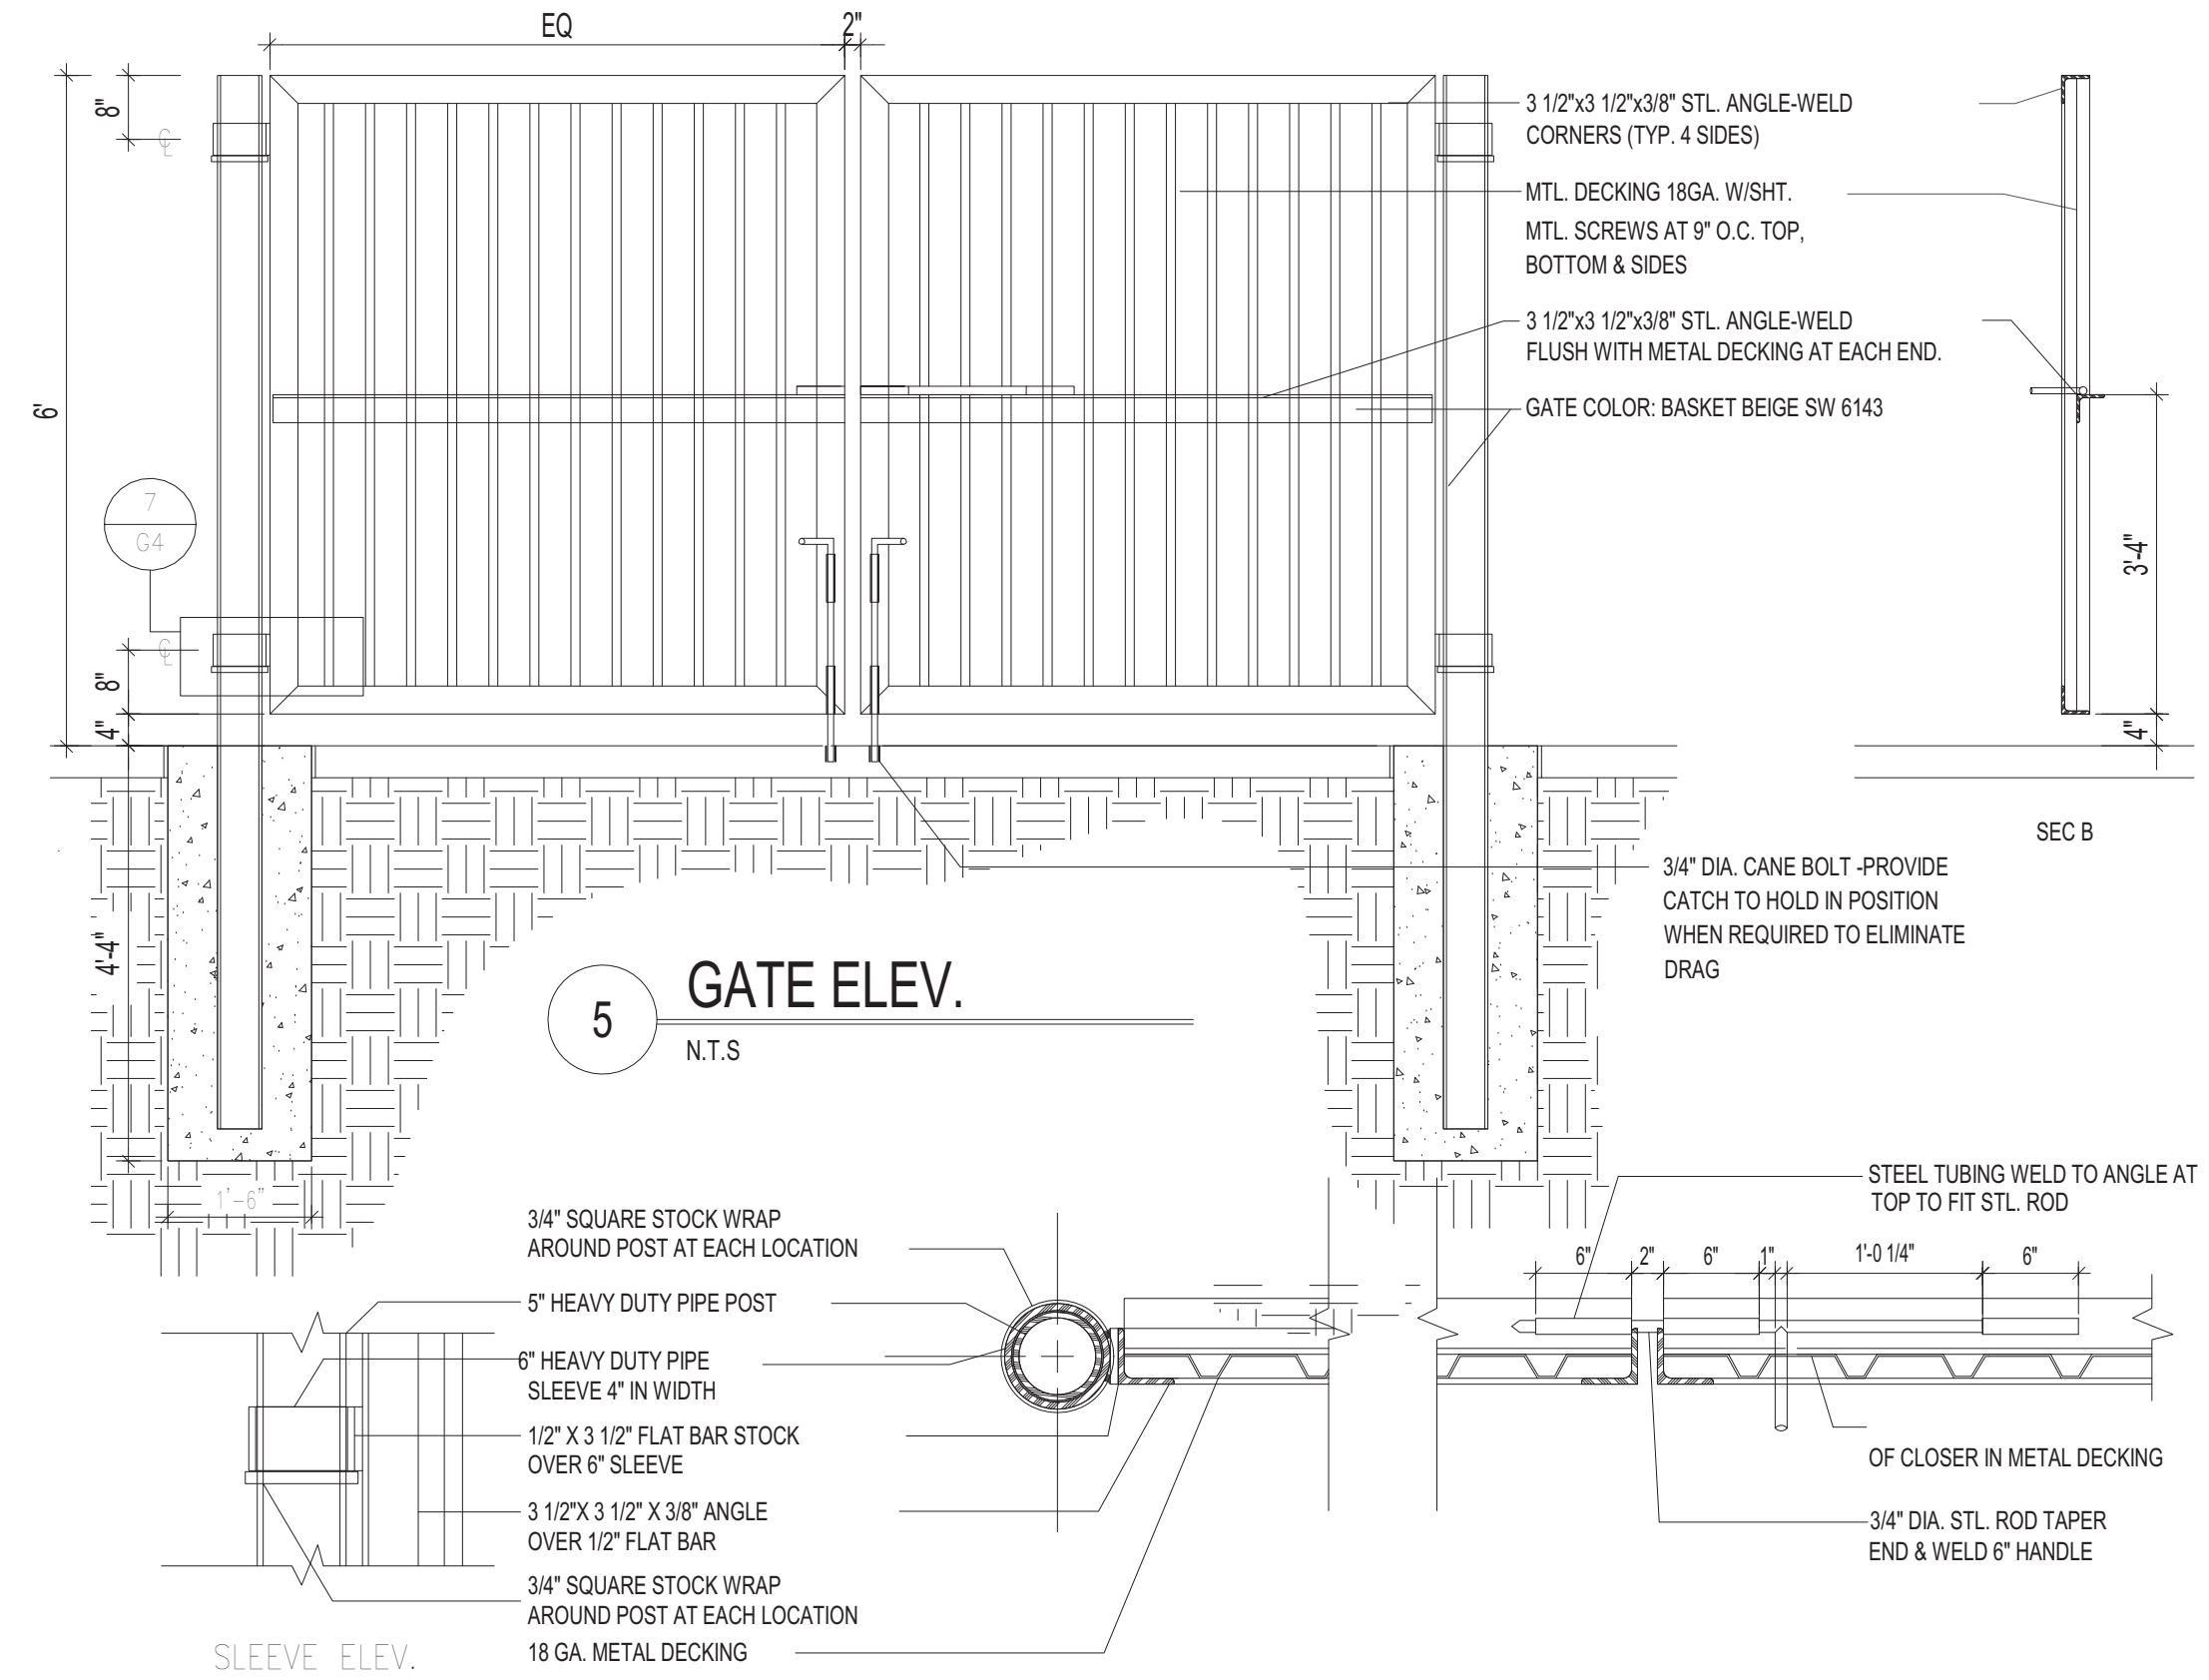 EQ
2"
8"
℄
6'
7
G4
℄
8"
4"
4'-4"
1'-6"
3 1/2"x3 1/2"x3/8" STL. ANGLE-WELD
CORNERS (TYP. 4 SIDES)
MTL. DECKING 18GA. W/SHT.
MTL. SCREWS AT 9" O.C. TOP,
BOTTOM & SIDES
3 1/2"x3 1/2"x3/8" STL. ANGLE-WELD
FLUSH WITH METAL DECKING AT EACH END.
GATE COLOR: BASKET BEIGE SW 6143
3'-4"
4"
SEC B
3/4" DIA. CANE BOLT -PROVIDE
CATCH TO HOLD IN POSITION
WHEN REQUIRED TO ELIMINATE
DRAG
5
GATE ELEV.
N.T.S
3/4" SQUARE STOCK WRAP
AROUND POST AT EACH LOCATION
5" HEAVY DUTY PIPE POST
6" HEAVY DUTY PIPE
SLEEVE 4" IN WIDTH
1/2" X 3 1/2" FLAT BAR STOCK
OVER 6" SLEEVE
3 1/2"X 3 1/2" X 3/8" ANGLE
OVER 1/2" FLAT BAR
3/4" SQUARE STOCK WRAP
AROUND POST AT EACH LOCATION
18 GA. METAL DECKING
SLEEVE ELEV.
STEEL TUBING WELD TO ANGLE AT
TOP TO FIT STL. ROD
6" 2" 6" 1" 1'-0 1/4" 6"
OF CLOSER IN METAL DECKING
3/4" DIA. STL. ROD TAPER
END & WELD 6" HANDLE